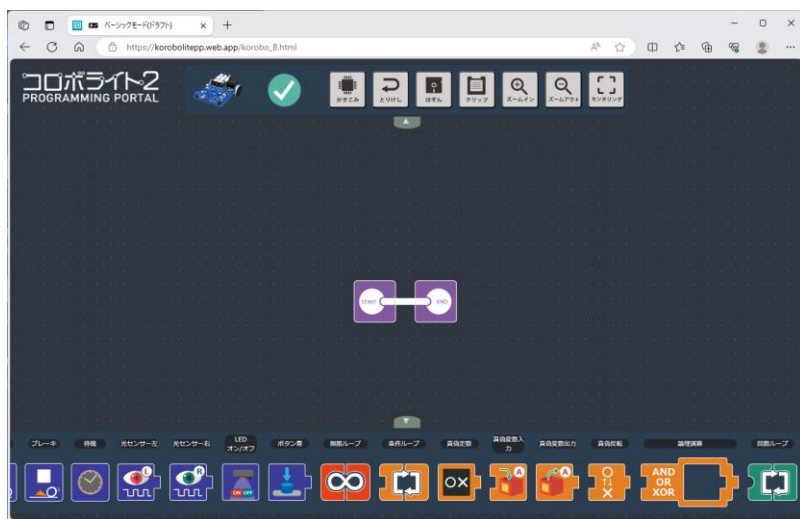 ベーシックモード(ドラフト)
https://korobolitepp.web.app/korobo_B.html
コロボライト2
PROGRAMMING PORTAL
かきこみ
とりけし
ほぞん
クリップ
ズームイン
ズームアウト
センタリング
START
END
ブレーキ
待機
光センサー左
光センサー右
LED
オン/オフ
ボタン毎
無限ループ
条件ループ
真偽定数
真偽変数入
力
真偽変数出力
真偽反転
論理演算
回数ループ
L
R
ON OFF
A
A
AND
OR
XOR